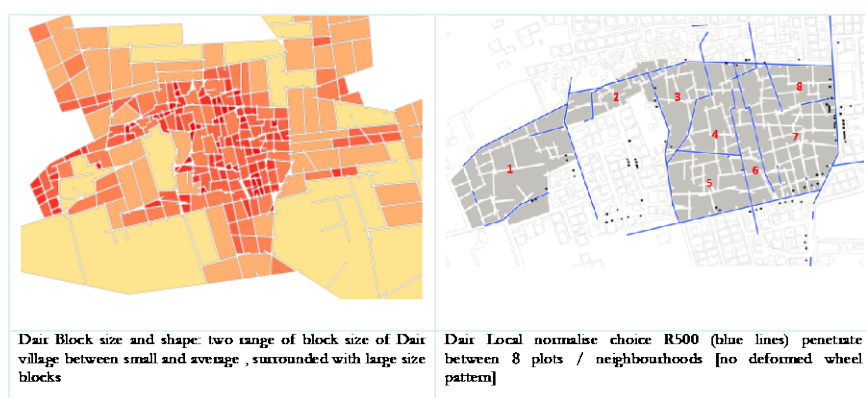 1
2
3
4
5
6
7
8
Dair Block size and shape: two range of block size of Dair
village between small and average , surrounded with large size
blocks
Dair Local normalise choice R500 (blue lines) penetrate
between 8 plots / neighbourhoods [no deformed wheel
pattern]